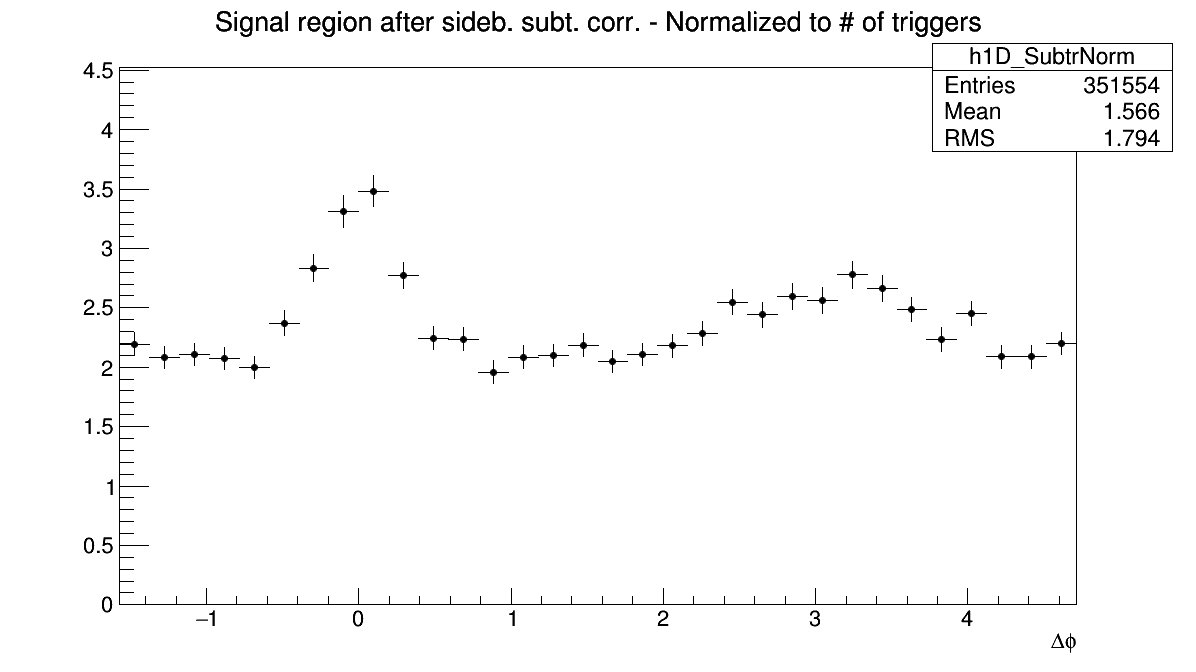 Signal region after sideb. subt. corr. - Normalized to # of triggers
h1D_SubtrNorm
Entries 351554
Mean 1.566
RMS 1.794
4.5
4
3.5
3
2.5
2
1.5
1
0.5
0
−1 0 1 2 3 4
Δϕ